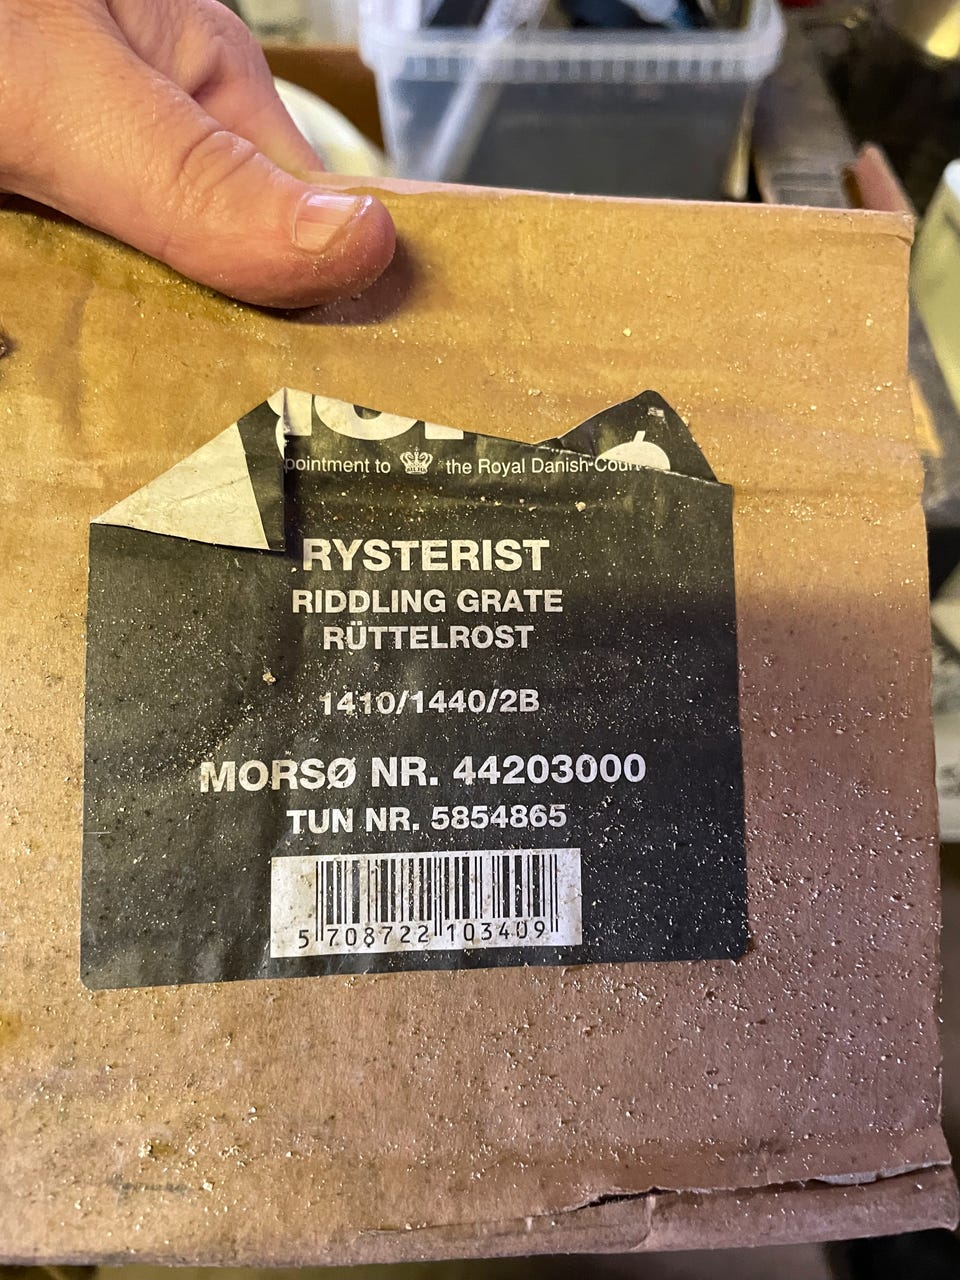 pointment to the Royal Danish Court
RYSTERIST
RIDDLING GRATE
RÜTTELROST
1410/1440/2B
MORSØ NR. 44203000
TUN NR. 5854865
5 708722 103409